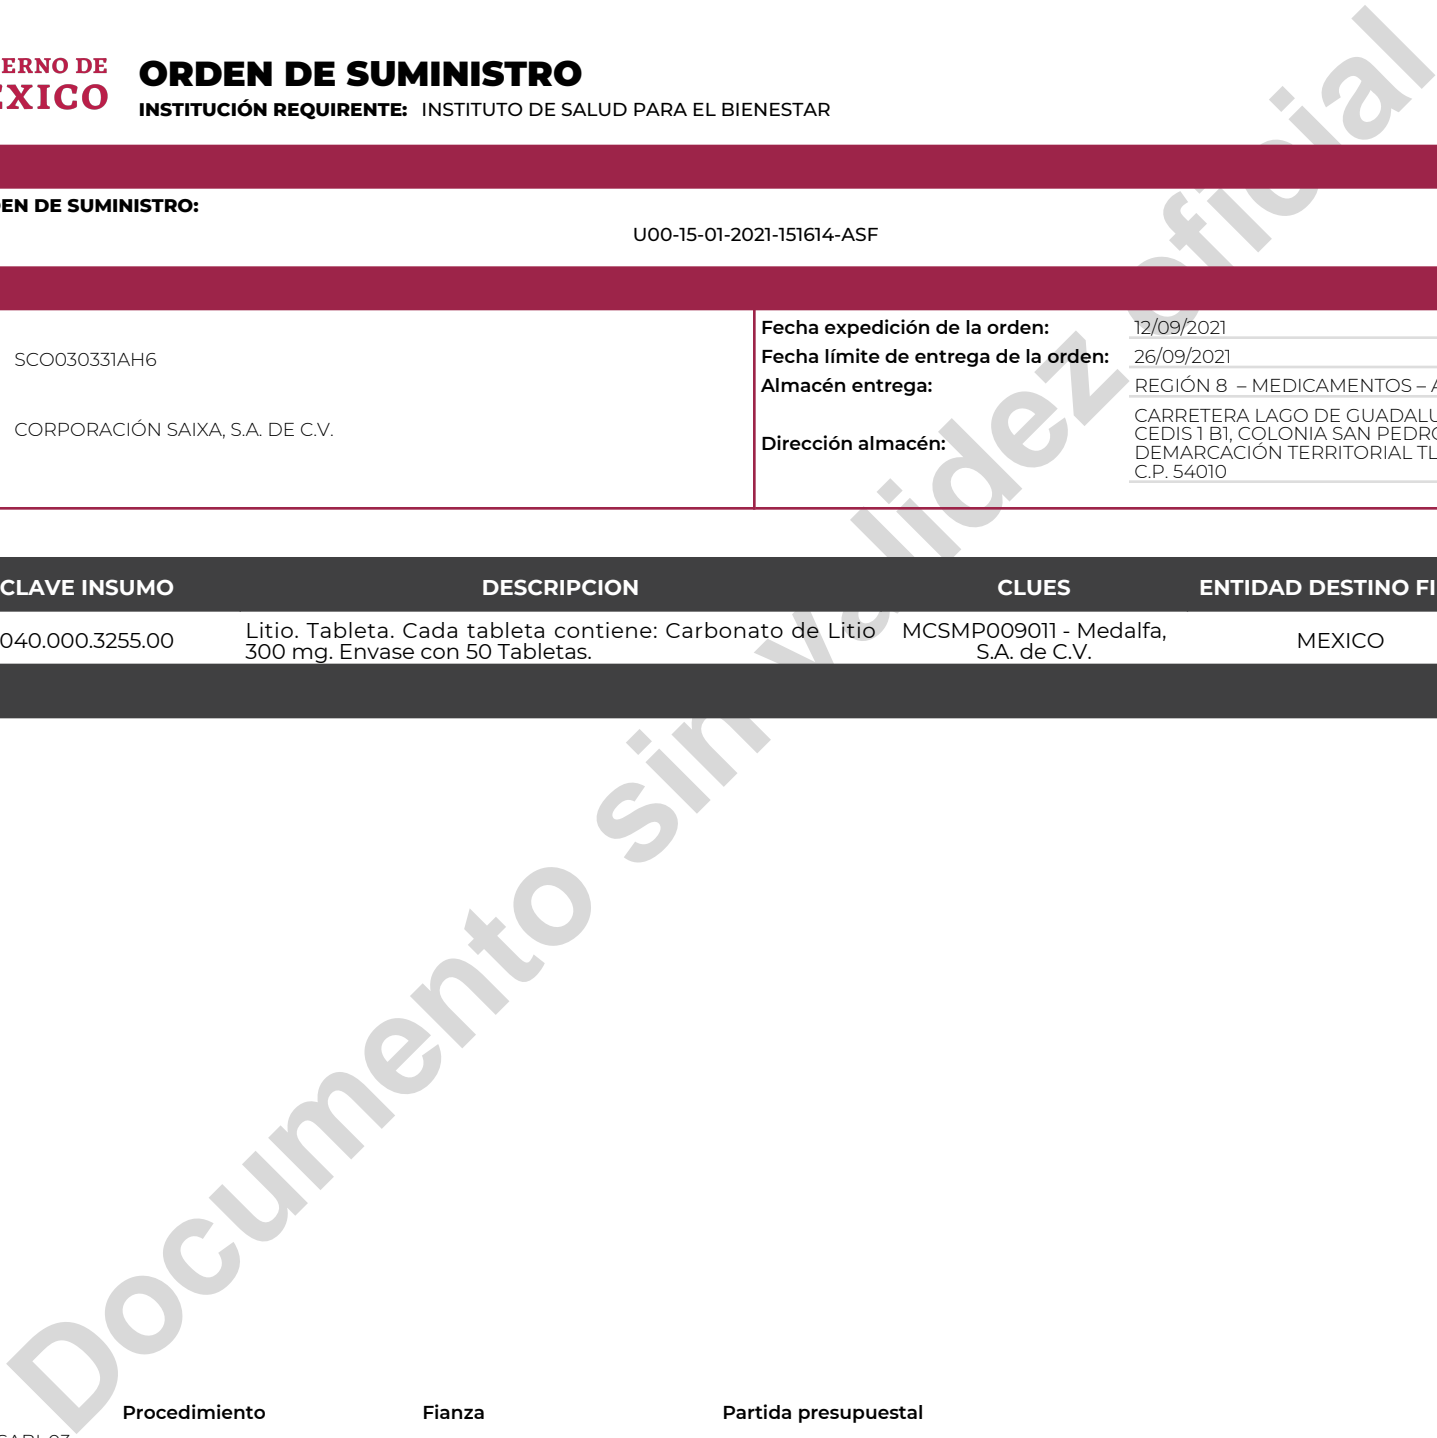 ERNO DE
EXICO
ORDEN DE SUMINISTRO
INSTITUCIÓN REQUIRENTE: INSTITUTO DE SALUD PARA EL BIENESTAR
EN DE SUMINISTRO:
U00-15-01-2021-151614-ASF
SCO030331AH6
CORPORACIÓN SAIXA, S.A. DE C.V.
Fecha expedición de la orden: 12/09/2021
Fecha límite de entrega de la orden: 26/09/2021
Almacén entrega: REGIÓN 8 – MEDICAMENTOS – A
Dirección almacén:
CARRETERA LAGO DE GUADALU
CEDIS 1 B1, COLONIA SAN PEDRO
DEMARCACIÓN TERRITORIAL TL
C.P. 54010
CLAVE INSUMO DESCRIPCION CLUES ENTIDAD DESTINO FI
040.000.3255.00
Litio. Tableta. Cada tableta contiene: Carbonato de Litio
300 mg. Envase con 50 Tabletas.
MCSMP009011 - Medalfa,
S.A. de C.V.
MEXICO
Documento sin validez oficial
Procedimiento Fianza Partida presupuestal